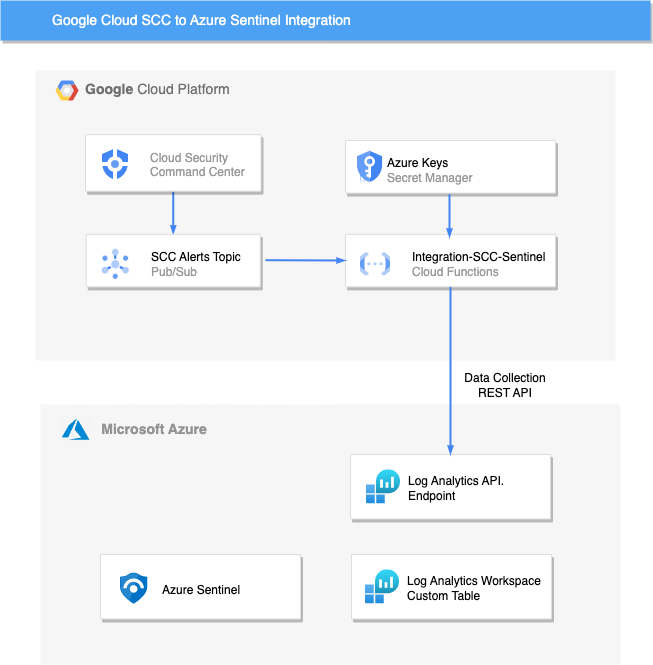 Google Cloud SCC to Azure Sentinel Integration
Google Cloud Platform
Cloud Security
Command Center
Azure Keys
Secret Manager
SCC Alerts Topic
Pub/Sub
Integration-SCC-Sentinel
Cloud Functions
Data Collection
REST API
Microsoft Azure
Log Analytics API.
Endpoint
Azure Sentinel
Log Analytics Workspace
Custom Table